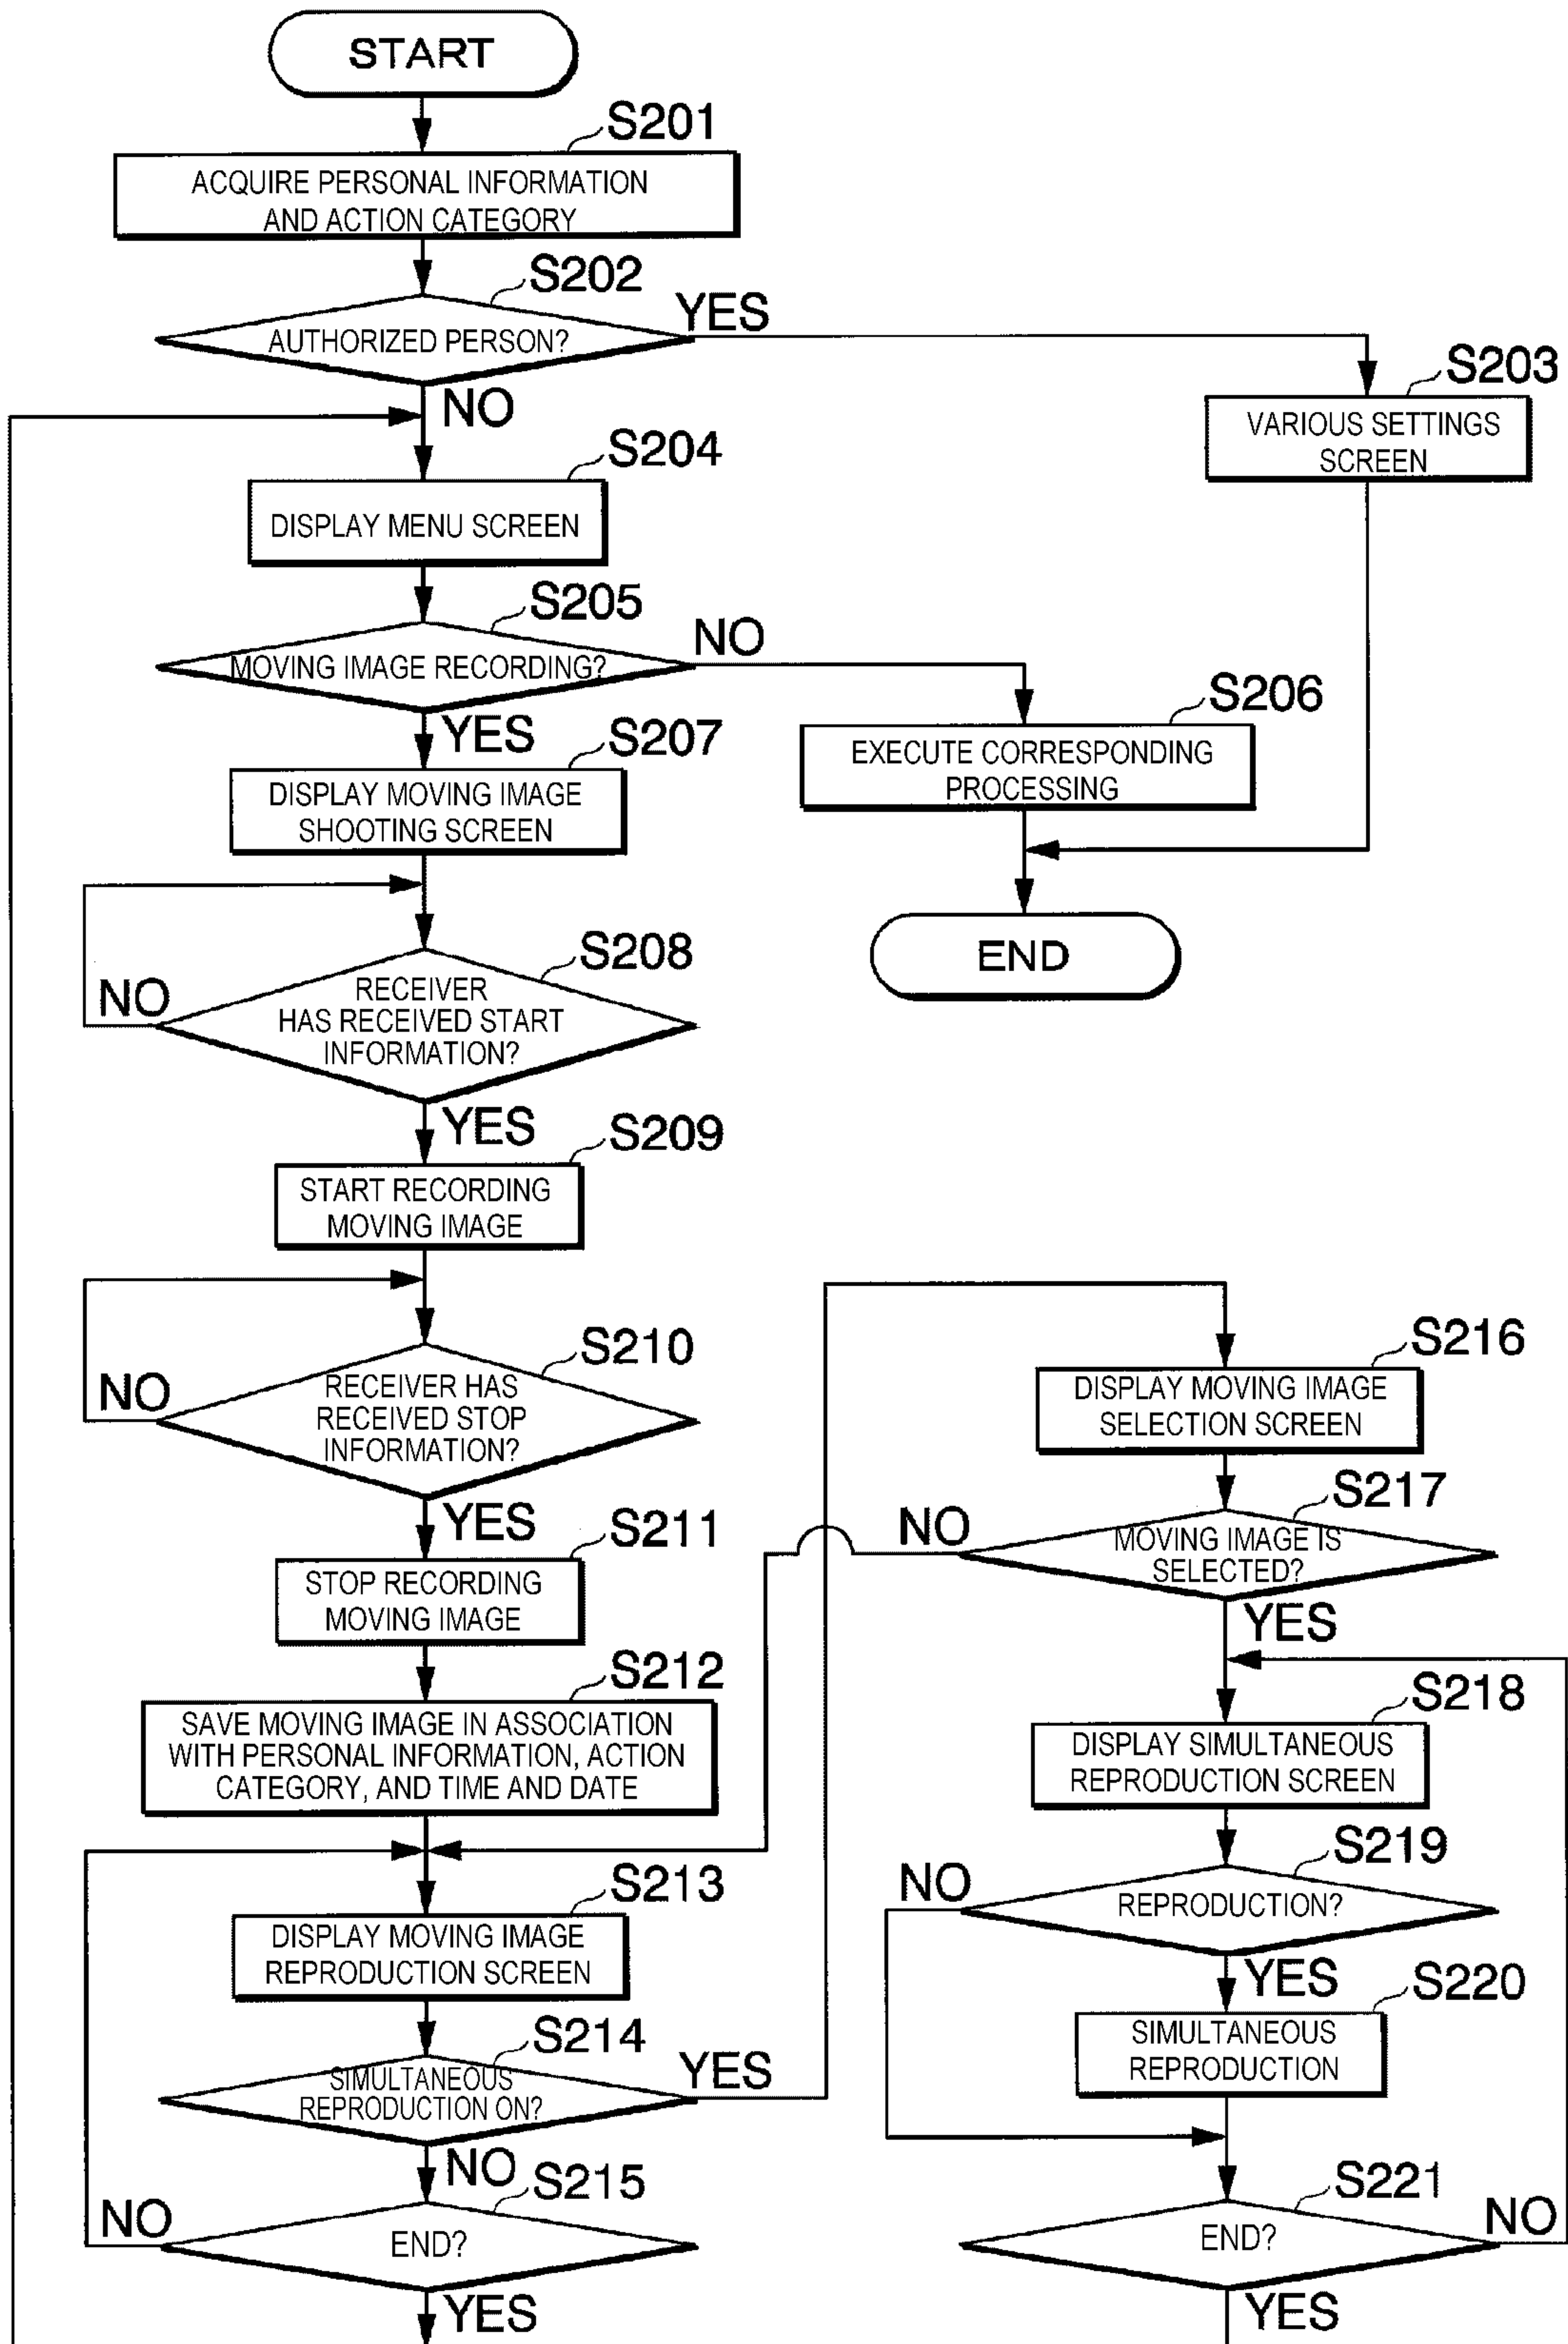 START
S201
ACQUIRE PERSONAL INFORMATION
AND ACTION CATEGORY
S202
AUTHORIZED PERSON?
YES
NO
S203
VARIOUS SETTINGS
SCREEN
S204
DISPLAY MENU SCREEN
S205
MOVING IMAGE RECORDING?
NO
YES
S206
EXECUTE CORRESPONDING
PROCESSING
END
S207
DISPLAY MOVING IMAGE
SHOOTING SCREEN
S208
RECEIVER
HAS RECEIVED START
INFORMATION?
NO
YES
S209
START RECORDING
MOVING IMAGE
S210
RECEIVER HAS
RECEIVED STOP
INFORMATION?
NO
YES
S211
STOP RECORDING
MOVING IMAGE
S212
SAVE MOVING IMAGE IN ASSOCIATION
WITH PERSONAL INFORMATION, ACTION
CATEGORY, AND TIME AND DATE
S213
DISPLAY MOVING IMAGE
REPRODUCTION SCREEN
S214
SIMULTANEOUS
REPRODUCTION ON?
YES
NO
S215
END?
NO
YES
S216
DISPLAY MOVING IMAGE
SELECTION SCREEN
S217
MOVING IMAGE IS
SELECTED?
NO
YES
S218
DISPLAY SIMULTANEOUS
REPRODUCTION SCREEN
S219
REPRODUCTION?
NO
YES
S220
SIMULTANEOUS
REPRODUCTION
S221
END?
NO
YES